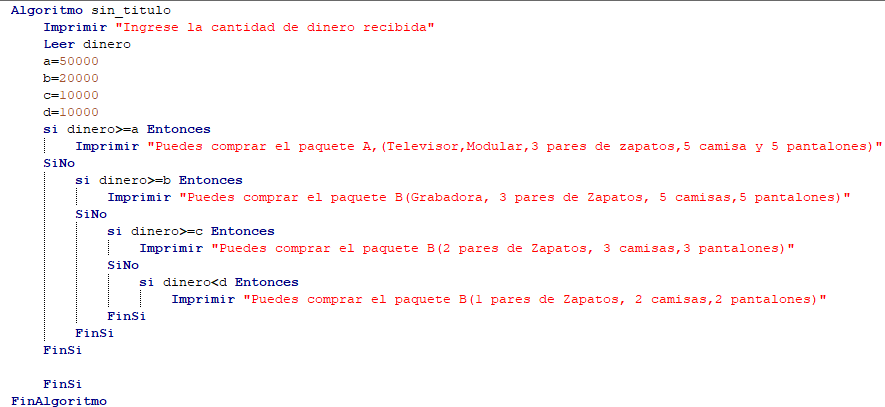 Algoritmo sin_titulo
Imprimir "Ingrese la cantidad de dinero recibida"
Leer dinero
a=50000
b=20000
c=10000
d=10000
si dinero>=a Entonces
Imprimir "Puedes comprar el paquete A,(Televisor,Modular,3 pares de zapatos,5 camisa y 5 pantalones)"
SiNo
si dinero>=b Entonces
Imprimir "Puedes comprar el paquete B(Grabadora, 3 pares de Zapatos, 5 camisas,5 pantalones)"
SiNo
si dinero>=c Entonces
Imprimir "Puedes comprar el paquete B(2 pares de Zapatos, 3 camisas,3 pantalones)"
SiNo
si dinero<d Entonces
Imprimir "Puedes comprar el paquete B(1 pares de Zapatos, 2 camisas,2 pantalones)"
FinSi
FinSi
FinSi
FinSi
FinAlgoritmo